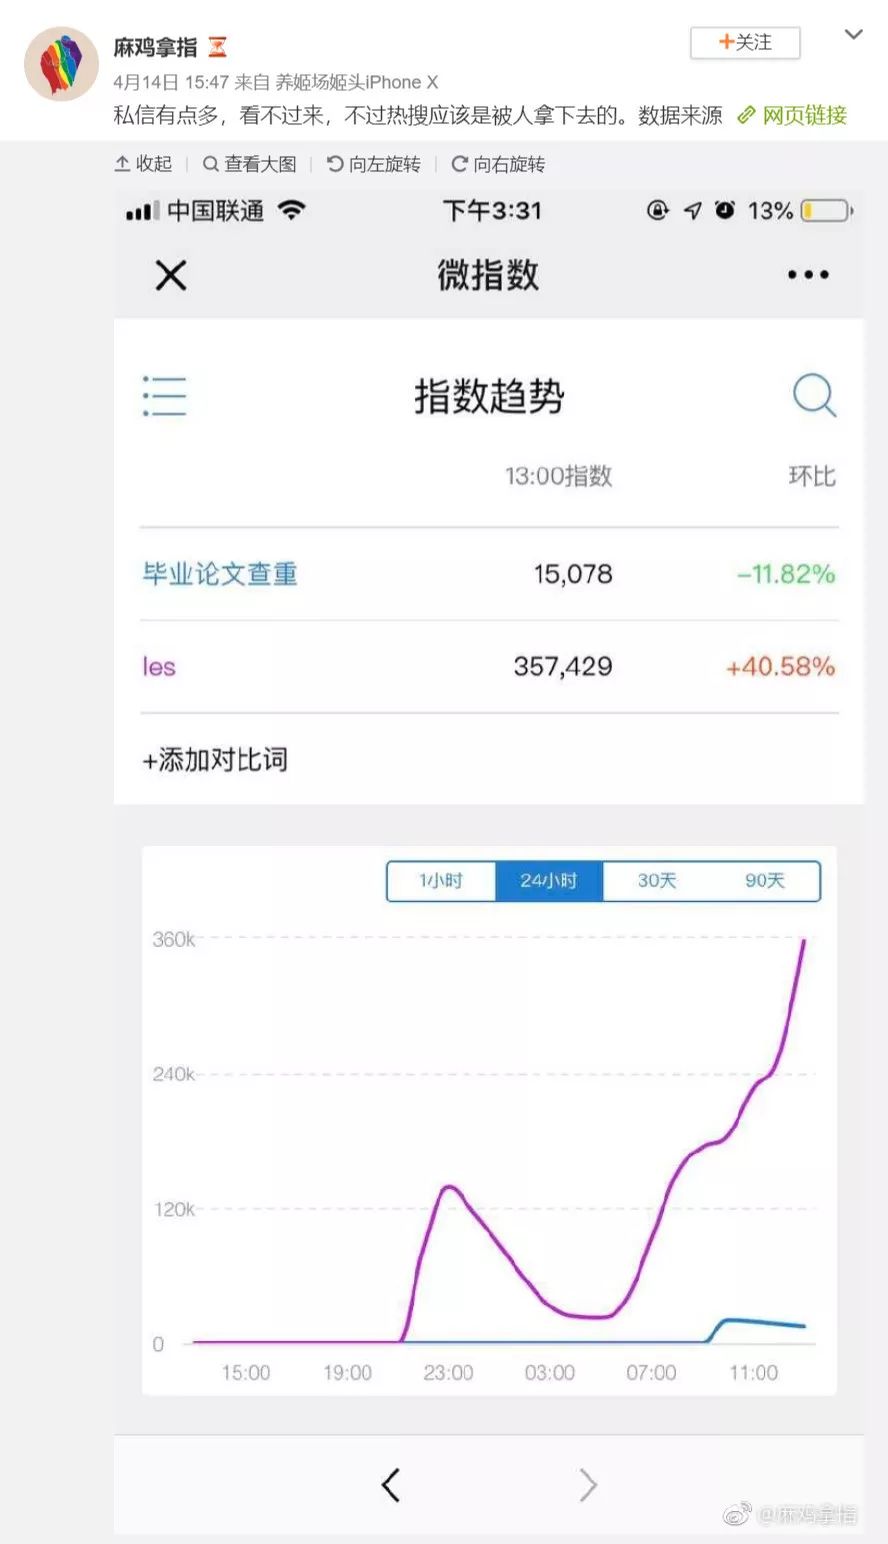 麻鸡拿指
+关注
4月14日 15:47 来自 养姬场姬头iPhone X
私信有点多，看不过来，不过热搜应该是被人拿下去的。数据来源 网页链接
收起 | 查看大图 | 向左旋转 | 向右旋转
中国联通 下午3:31 13%
微指数
指数趋势
13:00指数 环比
毕业论文查重 15,078 -11.82%
les 357,429 +40.58%
+添加对比词
1小时 24小时 30天 90天
360k
240k
120k
0
15:00 19:00 23:00 03:00 07:00 11:00
@麻鸡拿指